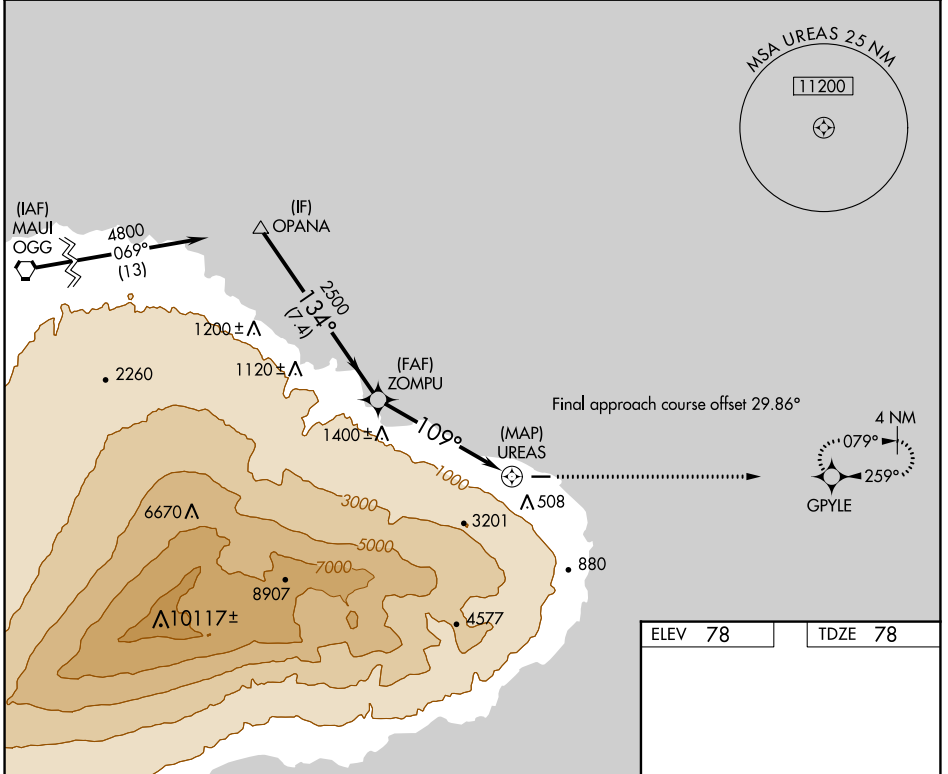 MSA UREAS 25 NM
11200
(IAF)
MAUI
OGG
4800
069°
(13)
(IF)
OPANA
2500
134°
(7.4)
1200 ±
1120 ±
2260
(FAF)
ZOMPU
1400 ±
109°
Final approach course offset 29.86°
(MAP)
UREAS
4 NM
079°
259°
GPYLE
1000
508
3000
3201
6670
5000
7000
880
8907
10117±
4577
ELEV 78
TDZE 78